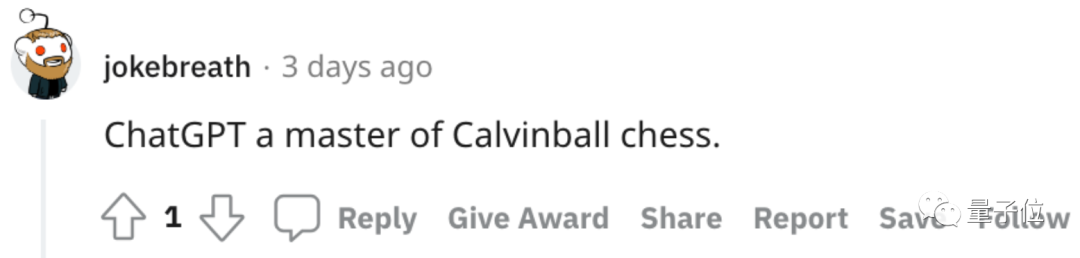 jokebreath · 3 days ago
ChatGPT a master of Calvinball chess.
1 Reply Give Award Share Report Save Follow
量子位